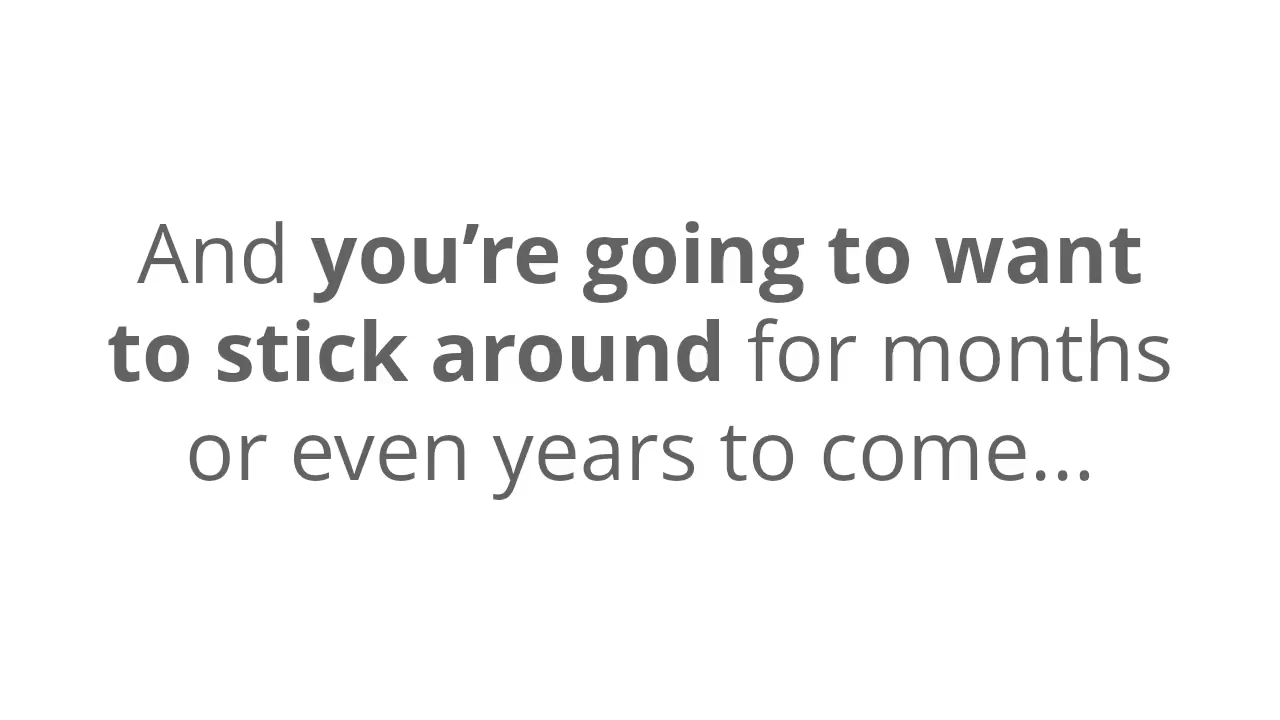 And you’re going to want
to stick around for months
or even years to come...